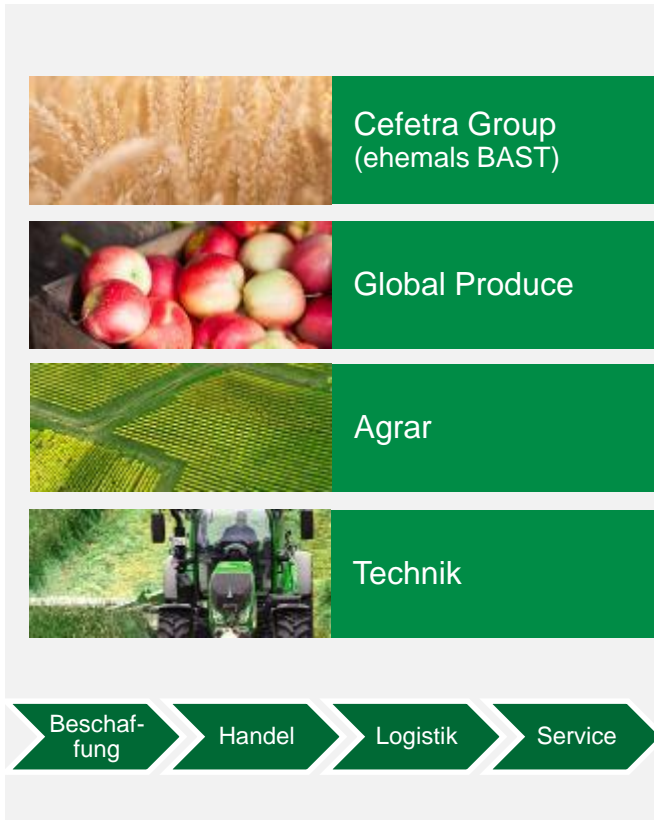 Cefetra Group
(ehemals BAST)
Global Produce
Agrar
Technik
Beschaf-
fung
Handel
Logistik
Service